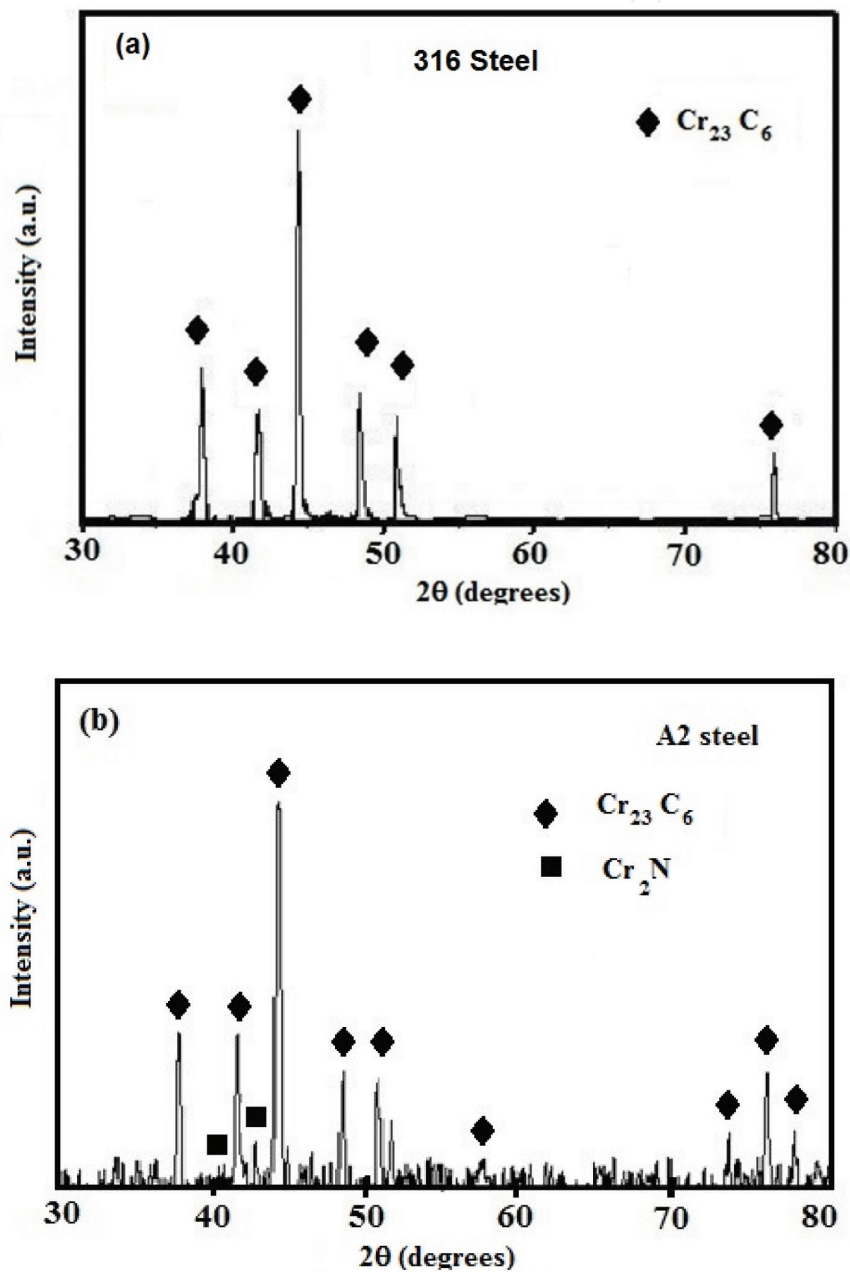 (a)
316 Steel
◆ Cr₂₃ C₆
Intensity (a.u.)
30 40 50 60 70 80
2θ (degrees)
(b)
A2 steel
◆ Cr₂₃ C₆
■ Cr₂N
Intensity (a.u.)
30 40 50 60 70 80
2θ (degrees)